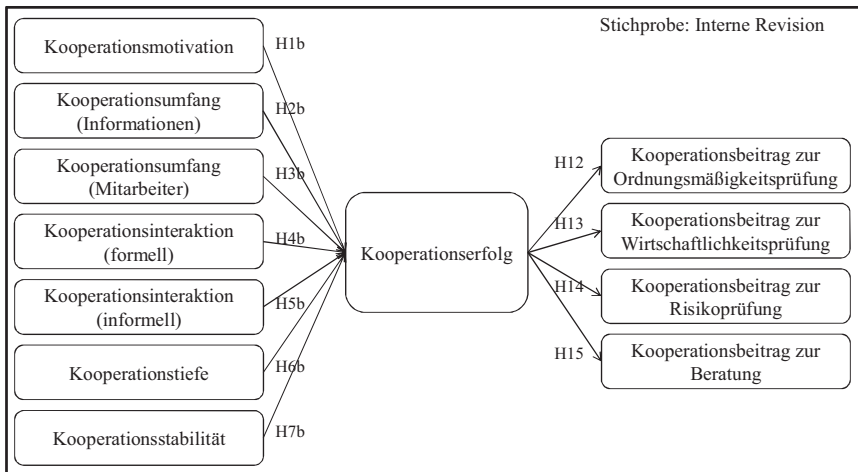 Stichprobe: Interne Revision
Kooperationsmotivation
H1b
Kooperationsumfang
(Informationen)
H2b
Kooperationsumfang
(Mitarbeiter)
H3b
Kooperationsinteraktion
(formell)
H4b
Kooperationsinteraktion
(informell)
H5b
Kooperationstiefe
H6b
Kooperationsstabilität
H7b
Kooperationserfolg
H12
Kooperationsbeitrag zur
Ordnungsmäßigkeitsprüfung
H13
Kooperationsbeitrag zur
Wirtschaftlichkeitsprüfung
H14
Kooperationsbeitrag zur
Risikoprüfung
H15
Kooperationsbeitrag zur
Beratung